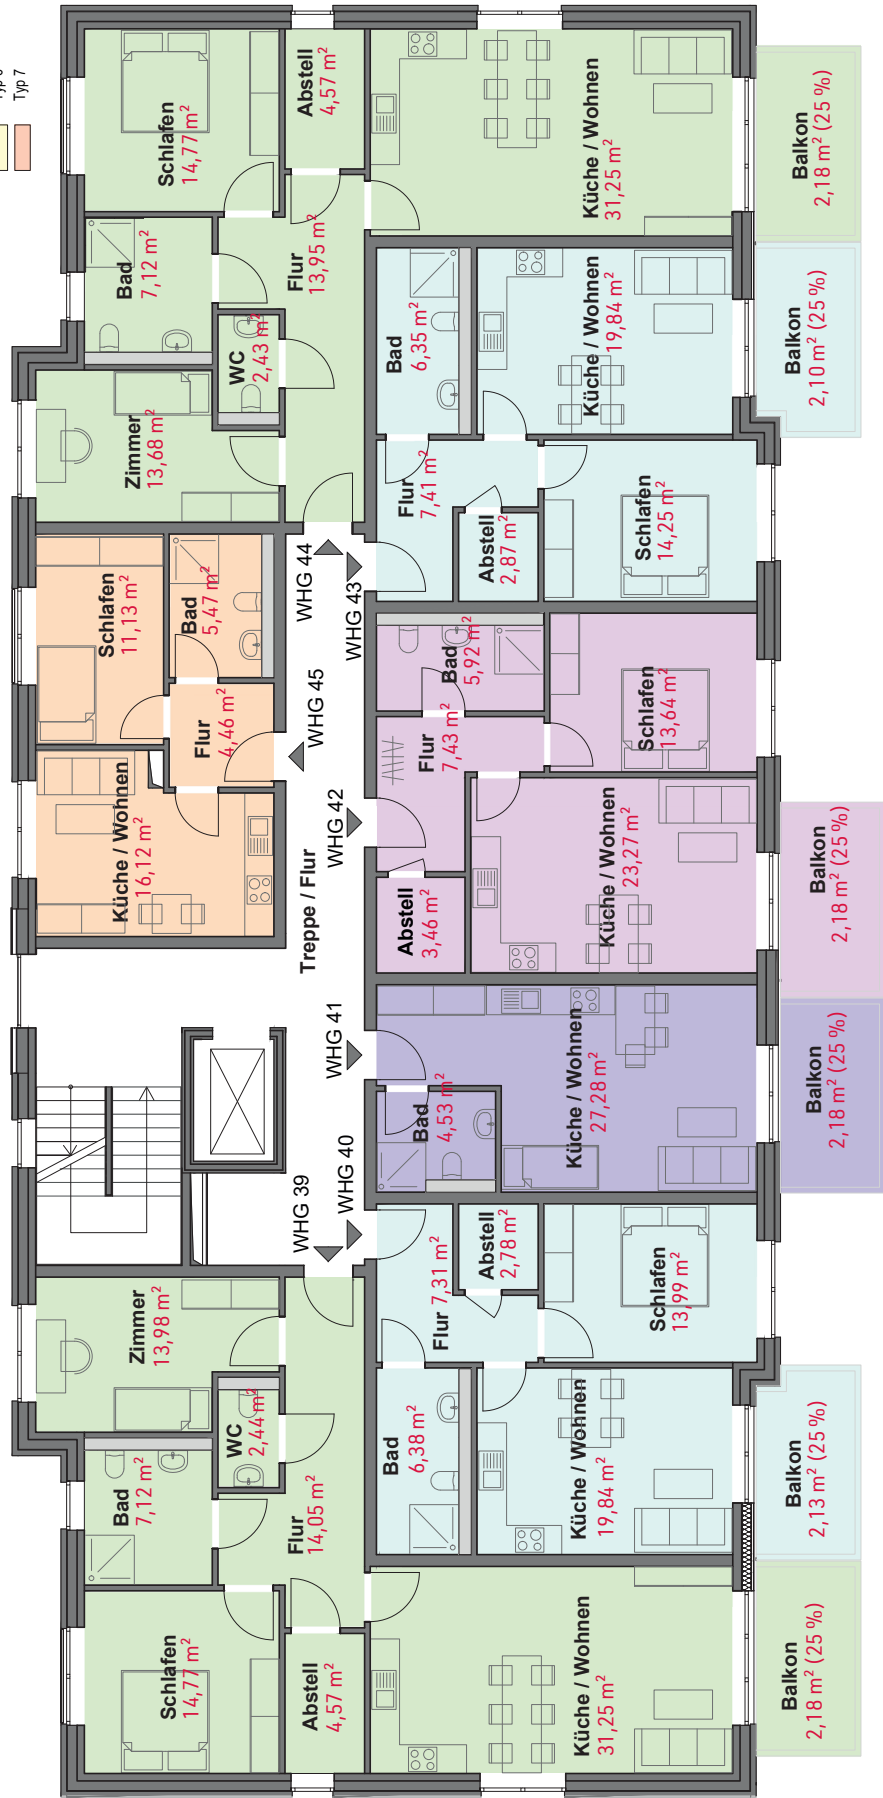 Typ 7
Schlafen
14,77 m²
Abstell
4,57 m²
Küche / Wohnen
31,25 m²
Balkon
2,18 m² (25 %)
Bad
7,12 m²
Flur
13,95 m²
WC
2,43 m²
Zimmer
13,68 m²
Bad
6,35 m²
Küche / Wohnen
19,84 m²
Balkon
2,10 m² (25 %)
Flur
7,41 m²
Abstell
2,87 m²
Schlafen
14,25 m²
WHG 44
WHG 43
Schlafen
11,13 m²
Bad
5,47 m²
Flur
4,46 m²
WHG 45
Küche / Wohnen
16,12 m²
Bad
5,92 m²
Schlafen
13,64 m²
Flur
7,43 m²
WHG 42
Küche / Wohnen
23,27 m²
Balkon
2,18 m² (25 %)
Abstell
3,46 m²
Treppe / Flur
WHG 41
Küche / Wohnen
27,28 m²
Balkon
2,18 m² (25 %)
Bad
4,53 m²
WHG 39
WHG 40
Flur 7,31 m²
Abstell
2,78 m²
Schlafen
13,99 m²
Zimmer
13,98 m²
WC
2,44 m²
Bad
7,12 m²
Flur
14,05 m²
Bad
6,38 m²
Küche / Wohnen
19,84 m²
Balkon
2,13 m² (25 %)
Schlafen
14,77 m²
Abstell
4,57 m²
Küche / Wohnen
31,25 m²
Balkon
2,18 m² (25 %)